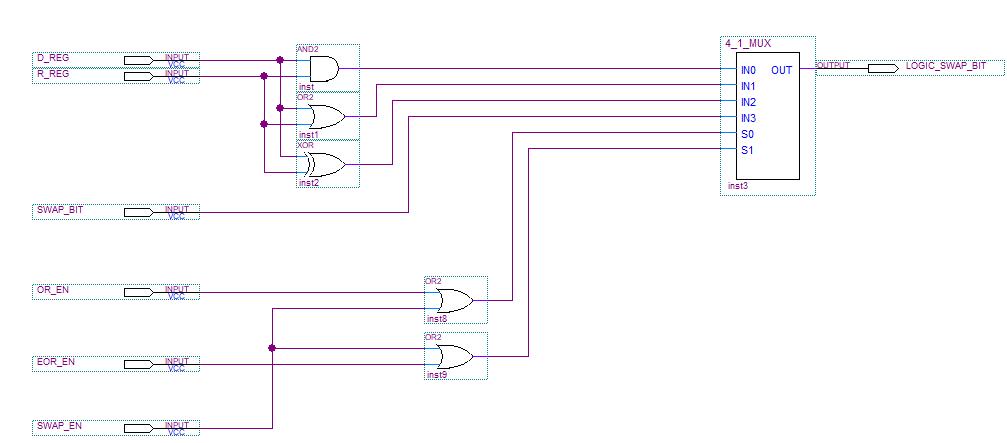 AND2
4_1_MUX
D_REG
INPUT
VCC
IN0
OUT
OUTPUT
LOGIC_SWAP_BIT
R_REG
INPUT
VCC
inst
IN1
OR2
IN2
IN3
inst1
S0
XOR
S1
inst2
inst3
SWAP_BIT
INPUT
VCC
OR2
OR_EN
INPUT
VCC
inst8
OR2
EOR_EN
INPUT
VCC
inst9
SWAP_EN
INPUT
VCC